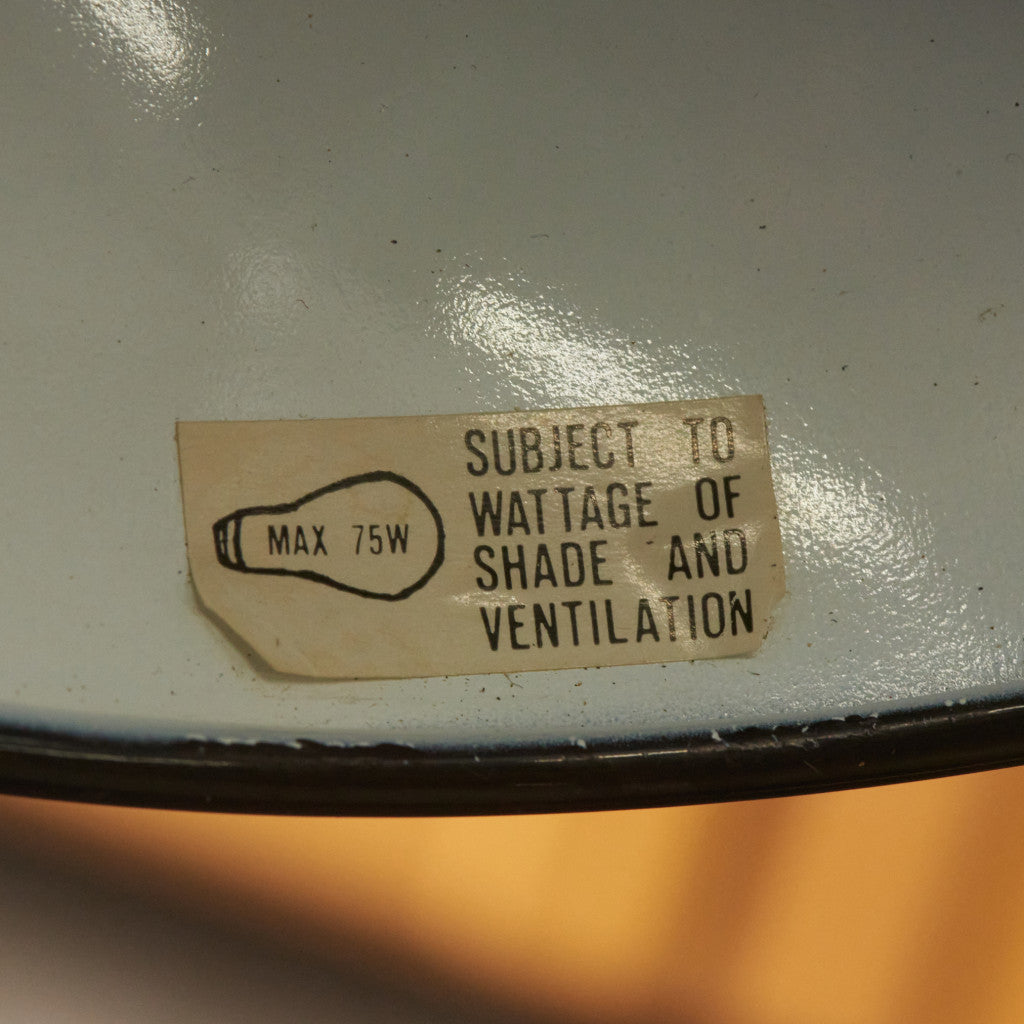 MAX 75W
SUBJECT TO
WATTAGE OF
SHADE AND
VENTILATION